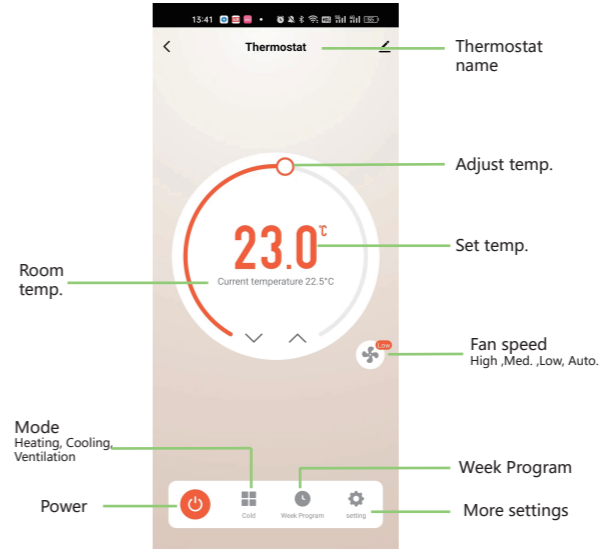 13:41
Thermostat
Thermostat
name
Adjust temp.
23.0℃
Set temp.
Room
temp.
Current temperature 22.5°C
Low
Fan speed
High ,Med. ,Low, Auto.
Mode
Heating, Cooling,
Ventilation
Week Program
Power
Cold
Week Program
setting
More settings